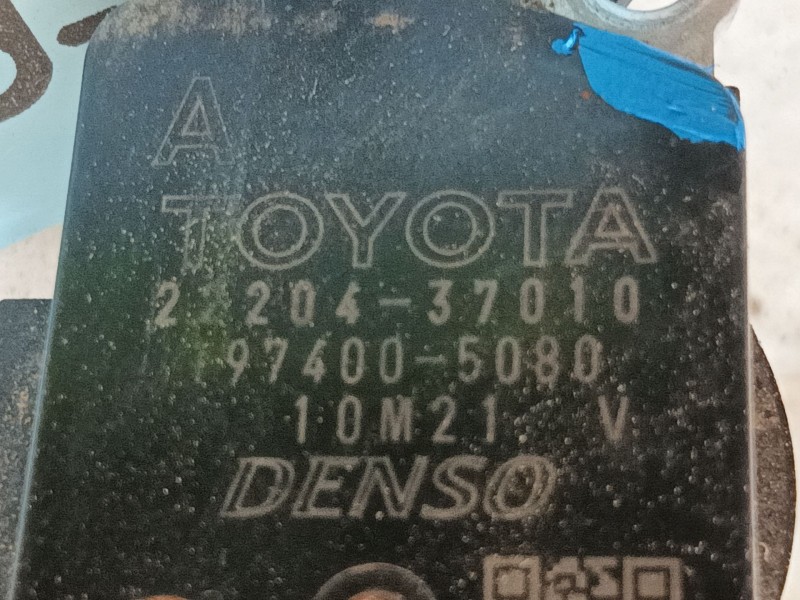 A
TOYOTA
22204-37010
197400-5080
10M21 V
DENSO